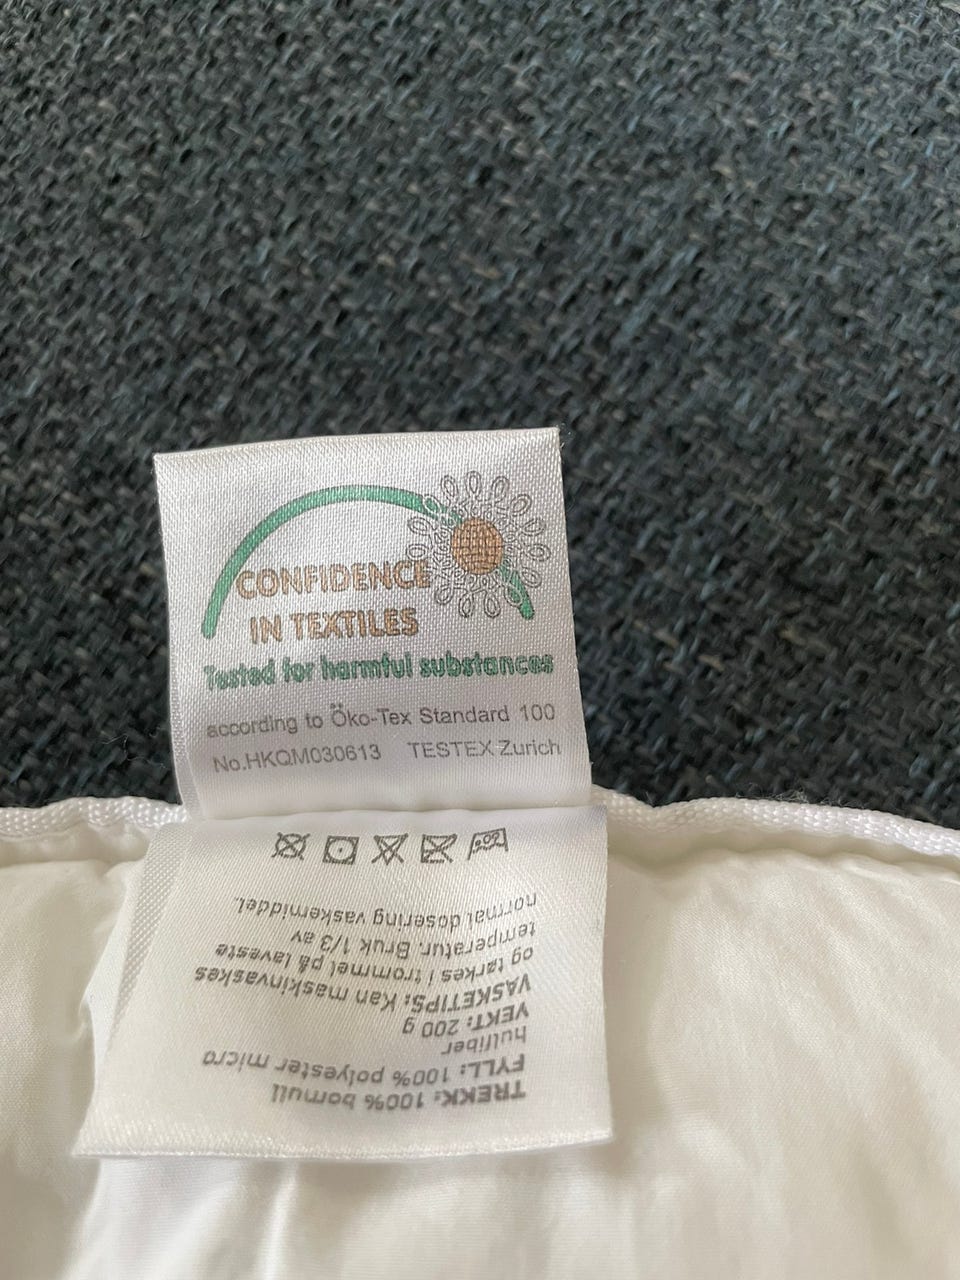 CONFIDENCE
IN TEXTILES
Tested for harmful substances
according to Öko-Tex Standard 100
No.HKQM030613 TESTEX Zurich
TREKK: 100% bomull
FYLL: 100% polyester micro
hulfiber
VEKT: 200 g
VASKETIPS: Kan maskinvaskes
og tørkes i trommel på laveste
temperatur. Bruk 1/3 av
normal dosering vaskemiddel.
60°